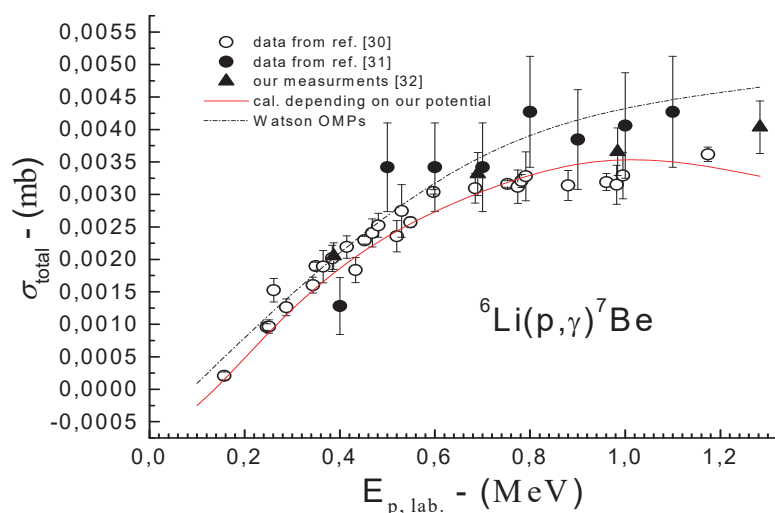 0,0055
0,0050
0,0045
0,0040
0,0035
0,0030
0,0025
0,0020
0,0015
0,0010
0,0005
0,0000
-0,0005
σtotal - (mb)
data from ref. [30]
data from ref. [31]
our measurments [32]
cal. depending on our potential
Watson OMPs
⁶Li(p,γ)⁷Be
0,0 0,2 0,4 0,6 0,8 1,0 1,2
Ep, lab. - (MeV)